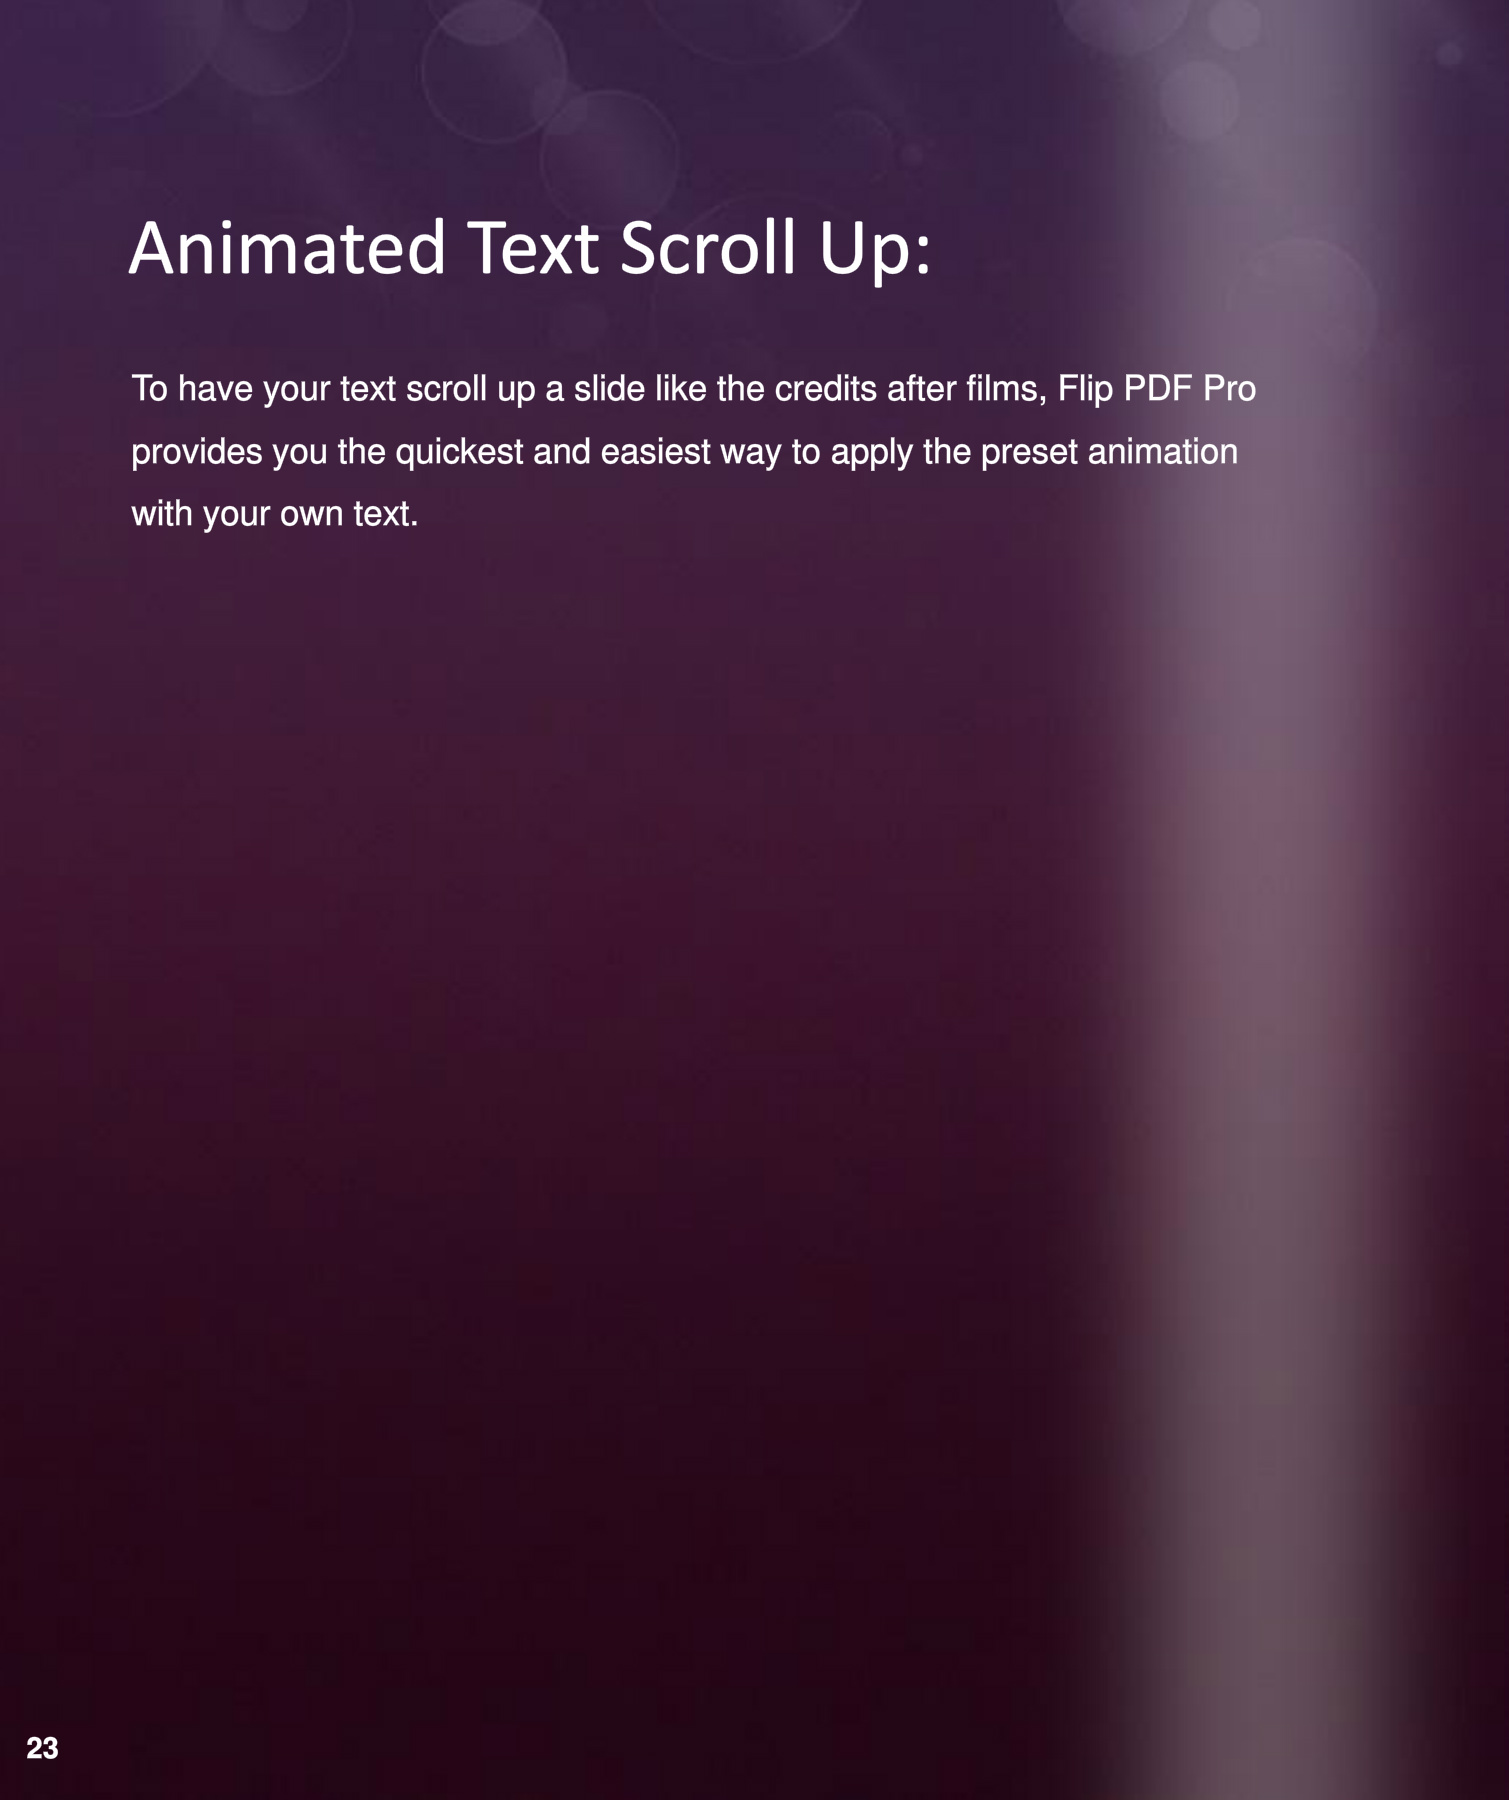 Animated Text Scroll Up:
To have your text scroll up a slide like the credits after films, Flip PDF Pro
provides you the quickest and easiest way to apply the preset animation
with your own text.
23